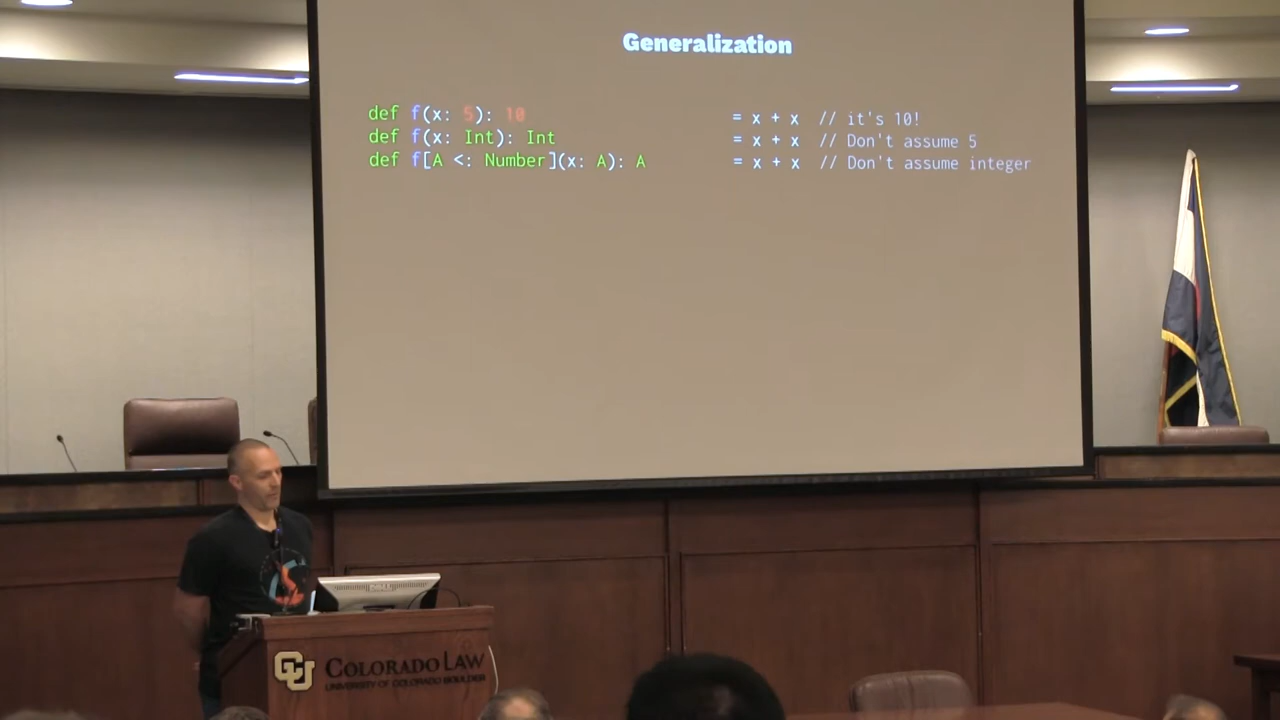 Generalization
def f(x: 5): 10 = x + x // it's 10!
def f(x: Int): Int = x + x // Don't assume 5
def f[A <: Number](x: A): A = x + x // Don't assume integer
CU COLORADO LAW
UNIVERSITY OF COLORADO BOULDER